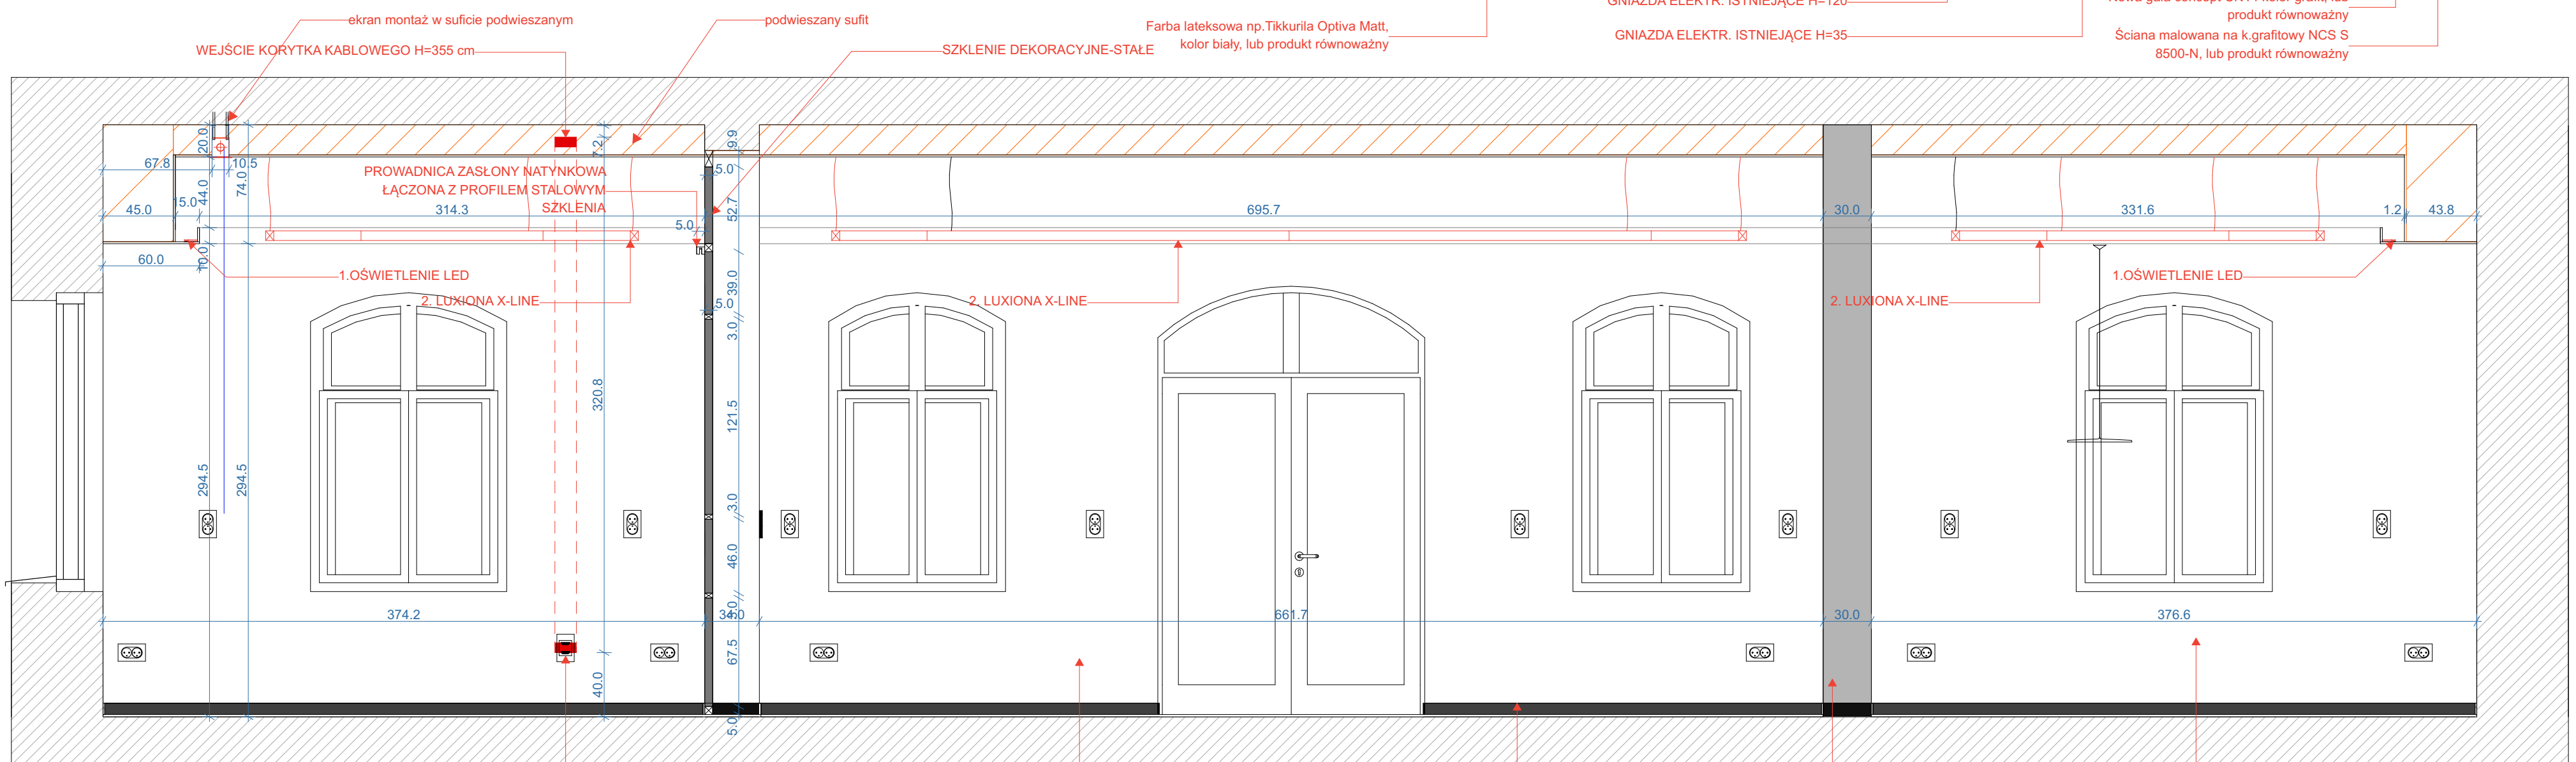 ekran montaż w suficie podwieszanym
podwieszany sufit
WEJŚCIE KORYTKA KABLOWEGO H=355 cm
SZKLENIE DEKORACYJNE-STAŁE
Farba lateksowa np.Tikkurila Optiva Matt,
kolor biały, lub produkt równoważny
GNIAZDA ELEKTR. ISTNIEJĄCE H=120
GNIAZDA ELEKTR. ISTNIEJĄCE H=35
produkt równoważny
Ściana malowana na k.grafitowy NCS S
8500-N, lub produkt równoważny
PROWADNICA ZASŁONY NATYNKOWA
ŁĄCZONA Z PROFILEM STALOWYM
SZKLENIA
67.8
20.0
10.5
74.0
44.0
7.2
9.9
5.0
52.7
45.0
15.0
314.3
5.0
695.7
30.0
331.6
1.2
43.8
60.0
10.0
1.OŚWIETLENIE LED
2. LUXIONA X-LINE
39.0
5.0
3.0
2. LUXIONA X-LINE
2. LUXIONA X-LINE
1.OŚWIETLENIE LED
320.8
121.5
294.5
294.5
3.0
46.0
3.0
374.2
34.0
661.7
30.0
376.6
67.5
40.0
5.0